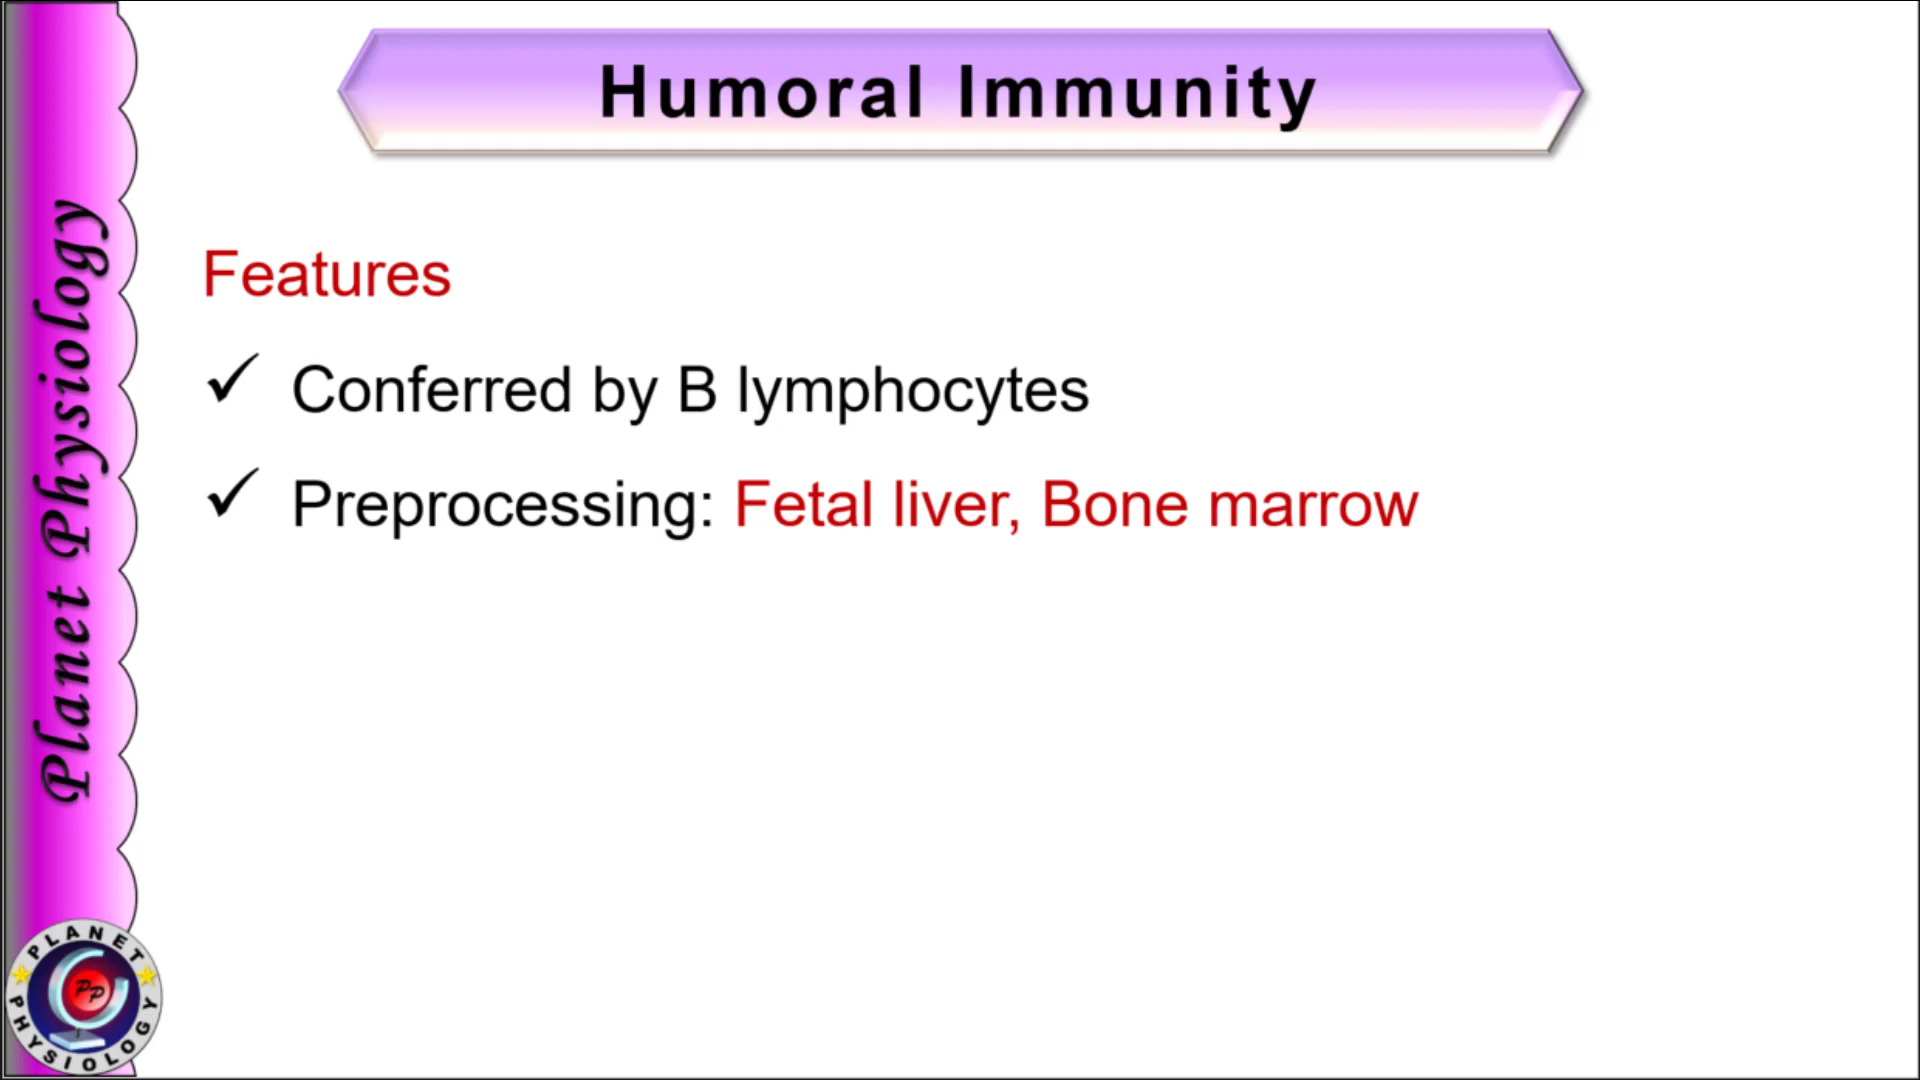 Humoral Immunity
Features
✓ Conferred by B lymphocytes
✓ Preprocessing: Fetal liver, Bone marrow
Planet Physiology
PLANET
PP
PHYSIOLOGY